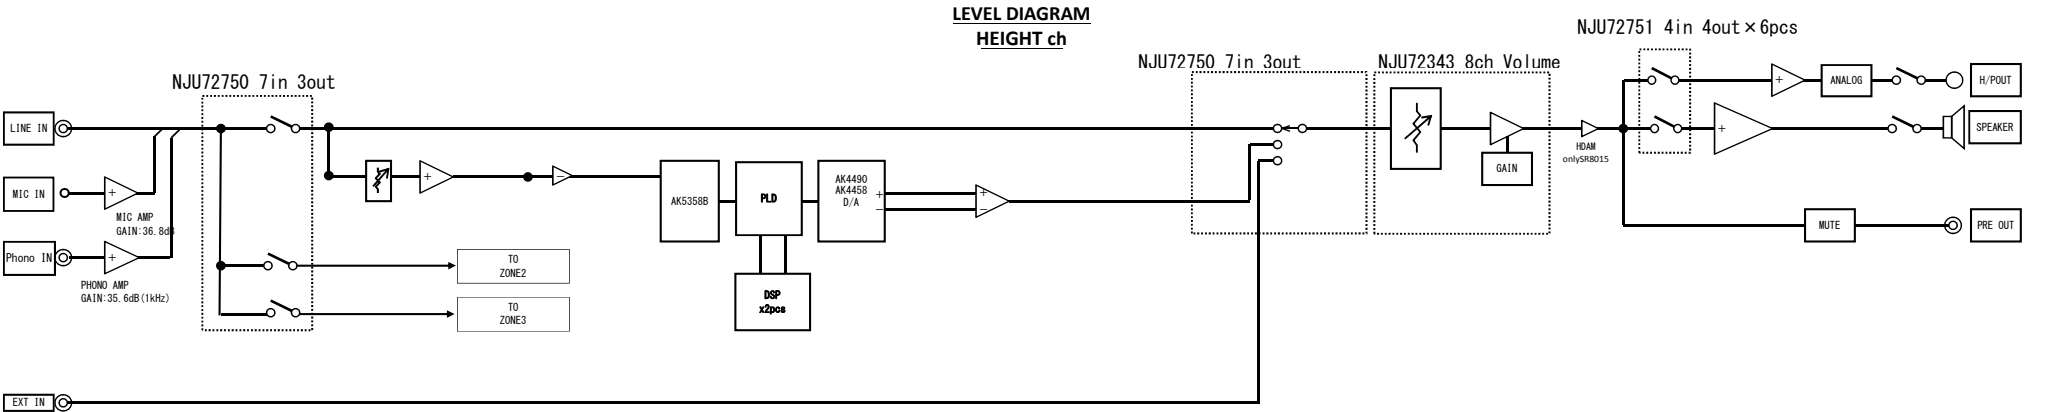 LEVEL DIAGRAM
HEIGHT ch
NJU72751 4in 4out×6pcs
NJU72750 7in 3out
NJU72343 8ch Volume
NJU72750 7in 3out
ANALOG
H/POUT
LINE IN
SPEAKER
HDAM
onlySR8015
GAIN
MIC IN
MIC AMP
GAIN:36.8dB
AK5358B
PLD
AK4490
AK4458
D/A
MUTE
PRE OUT
Phono IN
PHONO AMP
GAIN:35.6dB(1kHz)
TO
ZONE2
DSP
x2pcs
TO
ZONE3
EXT IN